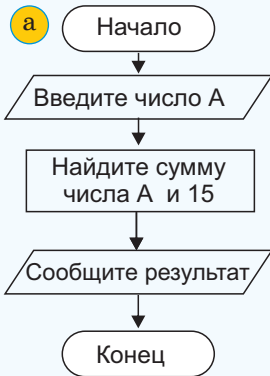 а
Начало
Введите число А
Найдите сумму
числа А и 15
Сообщите результат
Конец